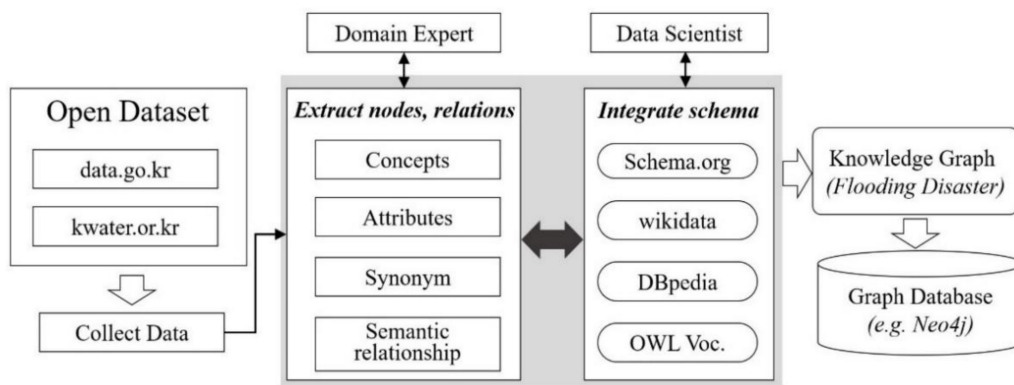 Domain Expert
Data Scientist
Open Dataset
data.go.kr
kwater.or.kr
Collect Data
Extract nodes, relations
Concepts
Attributes
Synonym
Semantic
relationship
Integrate schema
Schema.org
wikidata
DBpedia
OWL Voc.
Knowledge Graph
(Flooding Disaster)
Graph Database
(e.g. Neo4j)